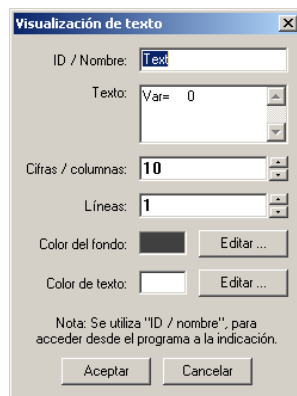 Visualización de texto
ID / Nombre: Text
Texto: Var= 0
Cifras / columnas: 10
Líneas: 1
Color del fondo: Editar ...
Color de texto: Editar ...
Nota: Se utiliza "ID / nombre", para
acceder desde el programa a la indicación.
Aceptar Cancelar